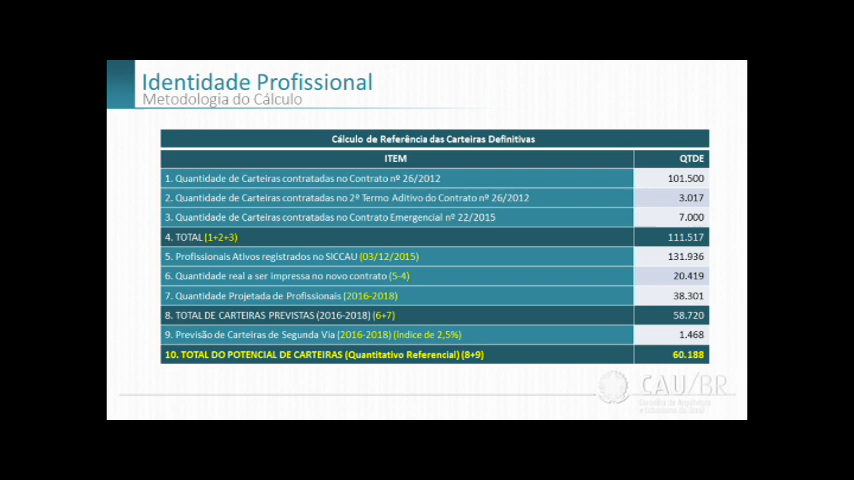 Identidade Profissional
Metodologia do Cálculo
Cálculo de Referência das Carteiras Definitivas
ITEM QTDE
1. Quantidade de Carteiras contratadas no Contrato nº 26/2012 101.500
2. Quantidade de Carteiras contratadas no 2º Termo Aditivo do Contrato nº 26/2012 3.017
3. Quantidade de Carteiras contratadas no Contrato Emergencial nº 22/2015 7.000
4. TOTAL (1+2+3) 111.517
5. Profissionais Ativos registrados no SICCAU (03/12/2015) 131.936
6. Quantidade real a ser impressa no novo contrato (5-4) 20.419
7. Quantidade Projetada de Profissionais (2016-2018) 38.301
8. TOTAL DE CARTEIRAS PREVISTAS (2016-2018) (6+7) 58.720
9. Previsão de Carteiras de Segunda Via (2016-2018) (índice de 2,5%) 1.468
10. TOTAL DO POTENCIAL DE CARTEIRAS (Quantitativo Referencial) (8+9) 60.188
CAU/BR
Conselho de Arquitetura
e Urbanismo do Brasil